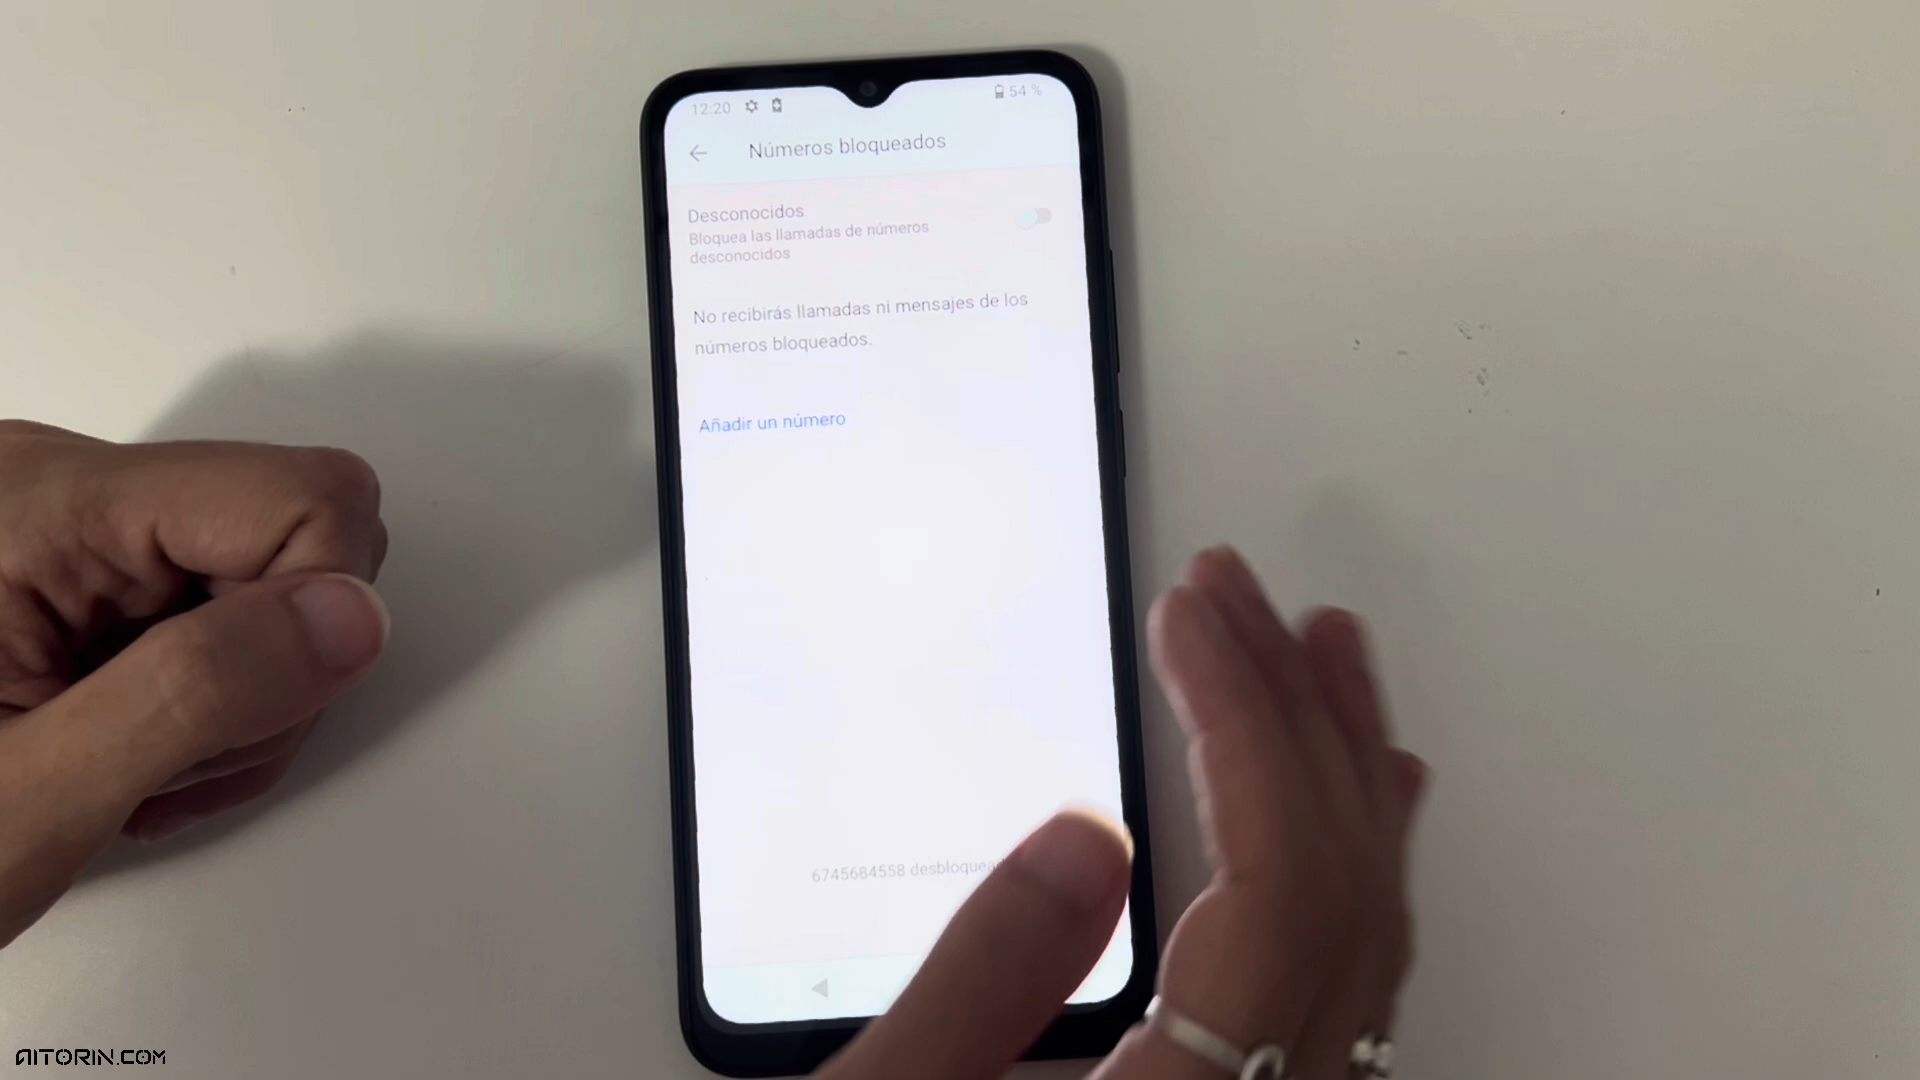 12:20
54 %
Números bloqueados
Desconocidos
Bloquea las llamadas de números
desconocidos
No recibirás llamadas ni mensajes de los
números bloqueados.
Añadir un número
6745684558
AITORIN.COM